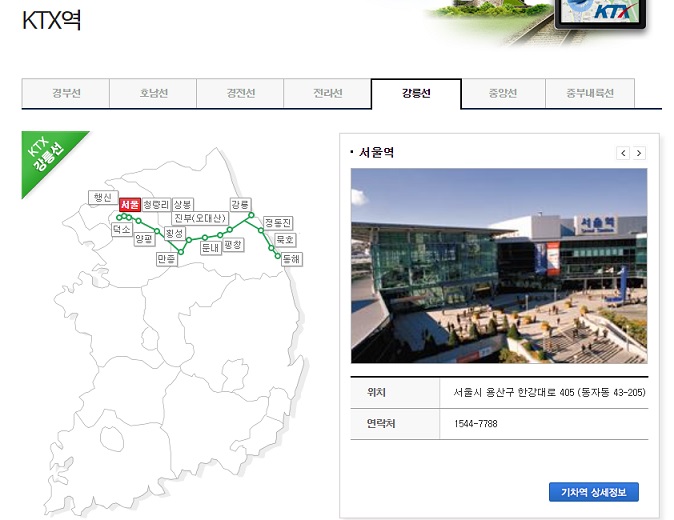 KTX역
KTX
경부선 호남선 경전선 전라선 강릉선 중앙선 중부내륙선
KTX
강릉선
행신 서울 청량리 상봉 강릉
진부(오대산)
덕소 양평 횡성 정동진
만종 둔내 평창 묵호
동해
서울역
서울역
위치 서울시 용산구 한강대로 405 (동자동 43-205)
연락처 1544-7788
기차역 상세정보